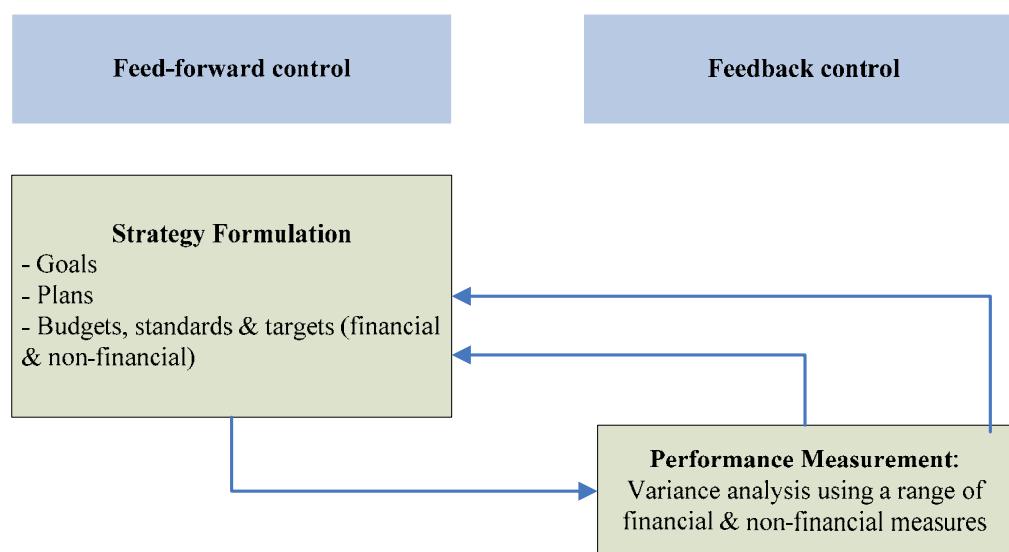 Feed-forward control
Feedback control
Strategy Formulation
- Goals
- Plans
- Budgets, standards & targets (financial
& non-financial)
Performance Measurement:
Variance analysis using a range of
financial & non-financial measures